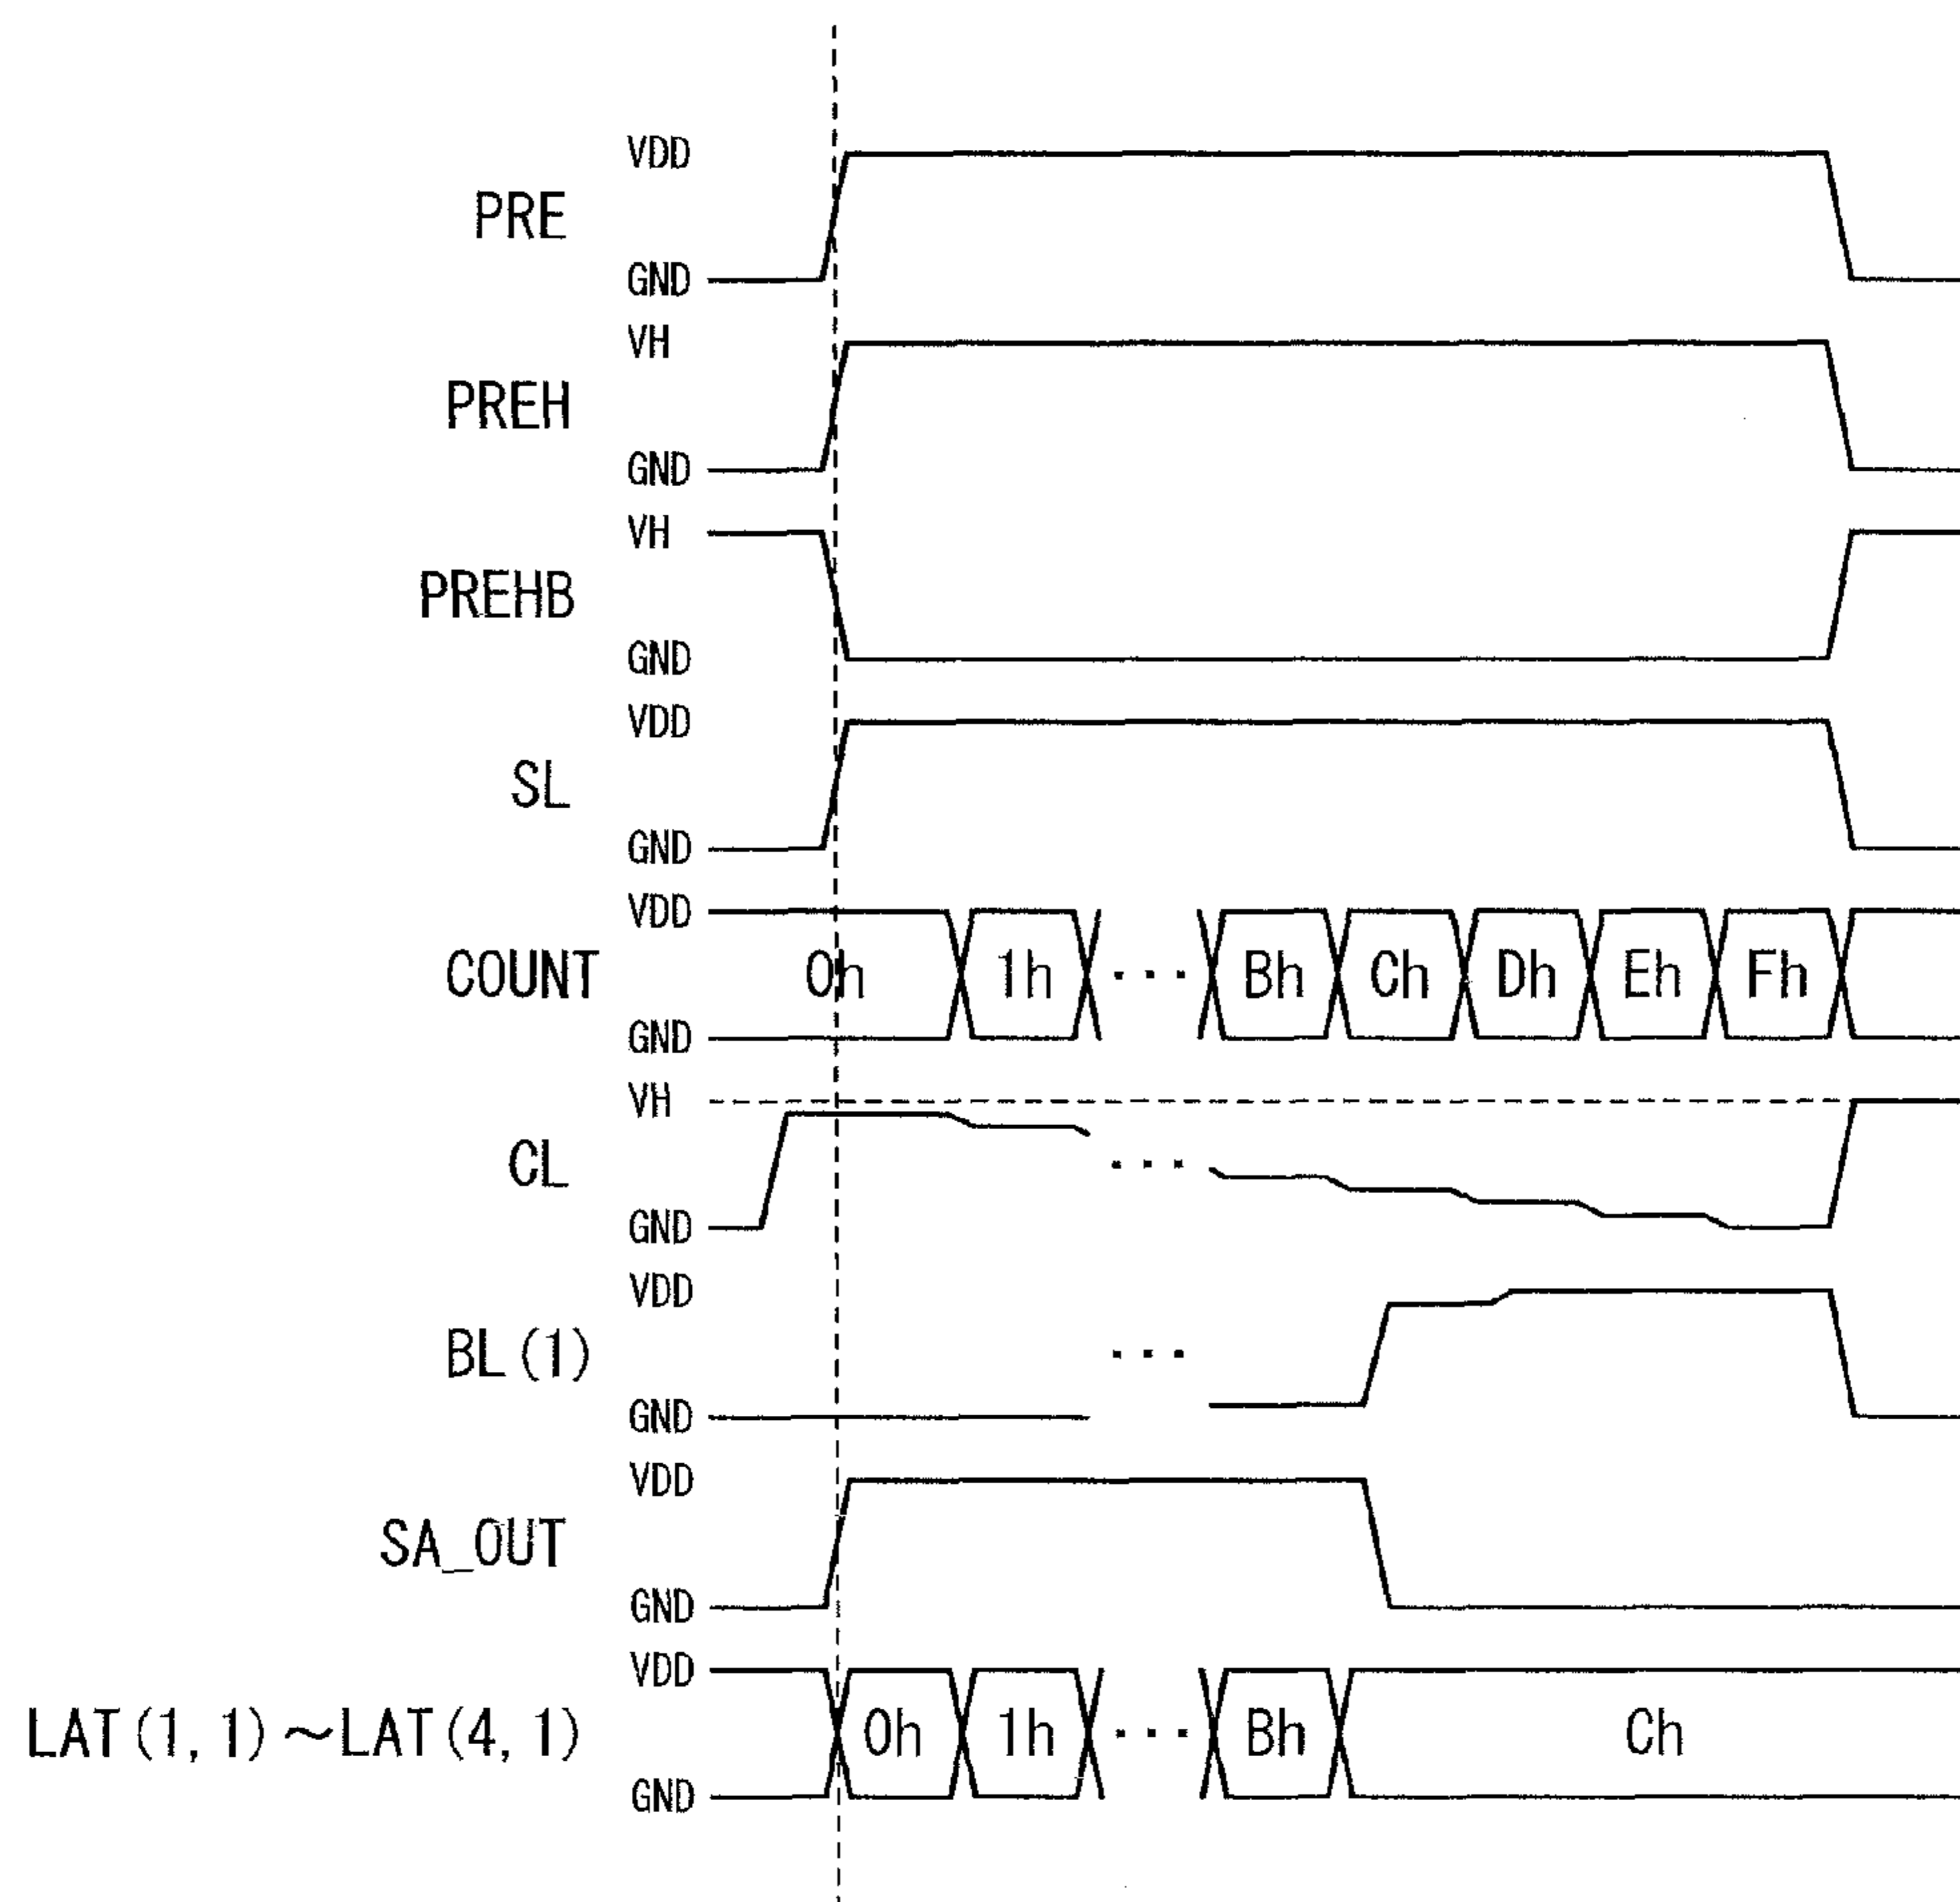 VDD
PRE
GND
VH
PREH
GND
VH
PREHB
GND
VDD
SL
GND
VDD
COUNT 0h 1h ... Bh Ch Dh Eh Fh
GND
VH
CL ...
GND
VDD
BL(1) ...
GND
VDD
SA_OUT
GND
VDD
LAT(1,1)~LAT(4,1) 0h 1h ... Bh Ch
GND